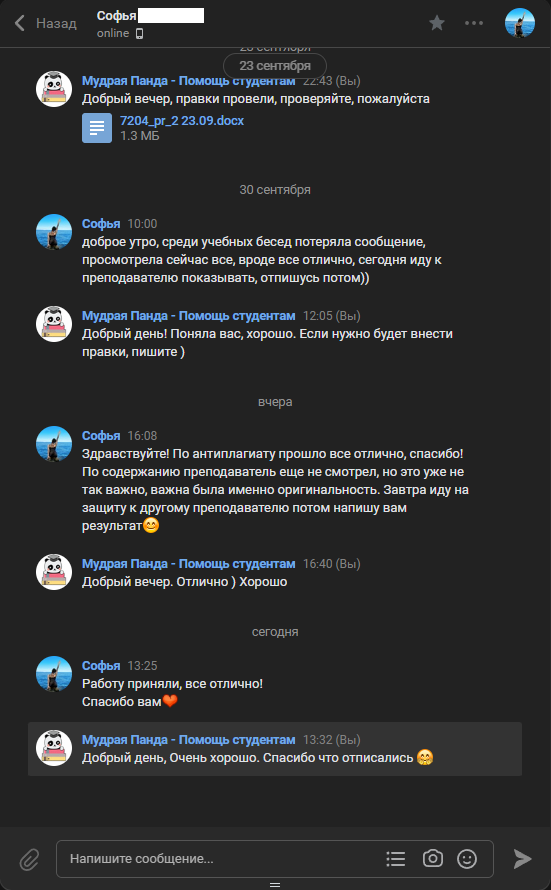 Назад
Софья
online
23 сентября
Мудрая Панда - Помощь студентам 22:43 (Вы)
Добрый вечер, правки провели, проверяйте, пожалуйста
7204_pr_2 23.09.docx
1.3 МБ
30 сентября
Софья 10:00
доброе утро, среди учебных бесед потеряла сообщение,
просмотрела сейчас все, вроде все отлично, сегодня иду к
преподавателю показывать, отпишусь потом))
Мудрая Панда - Помощь студентам 12:05 (Вы)
Добрый день! Поняла вас, хорошо. Если нужно будет внести
правки, пишите )
вчера
Софья 16:08
Здравствуйте! По антиплагиату прошло все отлично, спасибо!
По содержанию преподаватель еще не смотрел, но это уже не
так важно, важна была именно оригинальность. Завтра иду на
защиту к другому преподавателю потом напишу вам
результат😊
Мудрая Панда - Помощь студентам 16:40 (Вы)
Добрый вечер. Отлично ) Хорошо
сегодня
Софья 13:25
Работу приняли, все отлично!
Спасибо вам❤️
Мудрая Панда - Помощь студентам 13:32 (Вы)
Добрый день, Очень хорошо. Спасибо что отписались 🤗
Напишите сообщение...